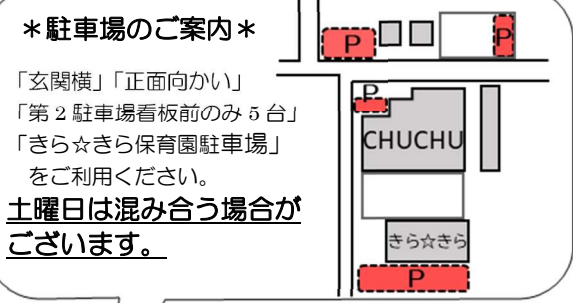 ＊駐車場のご案内＊
「玄関横」「正面向かい」
「第２駐車場看板前のみ 5 台」
「きら☆きら保育園駐車場」
をご利用ください。
土曜日は混み合う場合が
ございます。
P
P
P
CHUCHU
きら☆きら
P